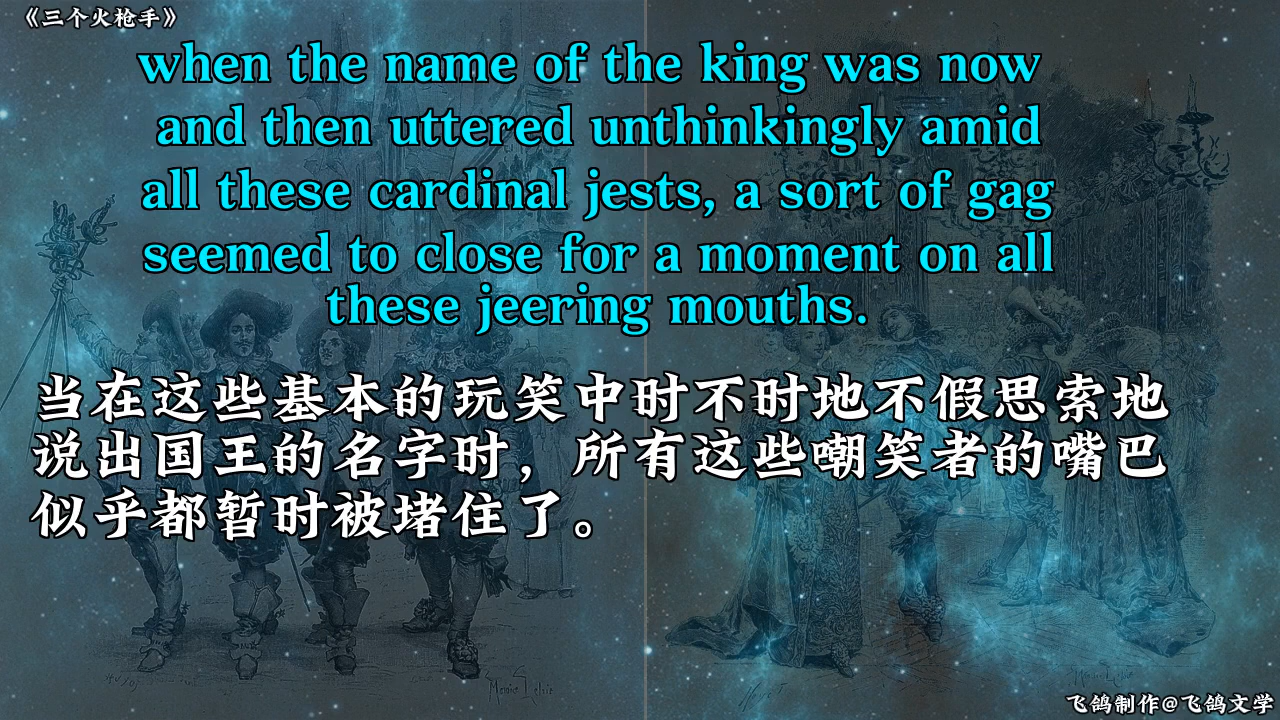 《三个火枪手》
when the name of the king was now
and then uttered unthinkingly amid
all these cardinal jests, a sort of gag
seemed to close for a moment on all
these jeering mouths.
当在这些基本的玩笑中时不时地不假思索地
说出国王的名字时，所有这些嘲笑者的嘴巴
似乎都暂时被堵住了。
飞鸽制作@飞鸽文学